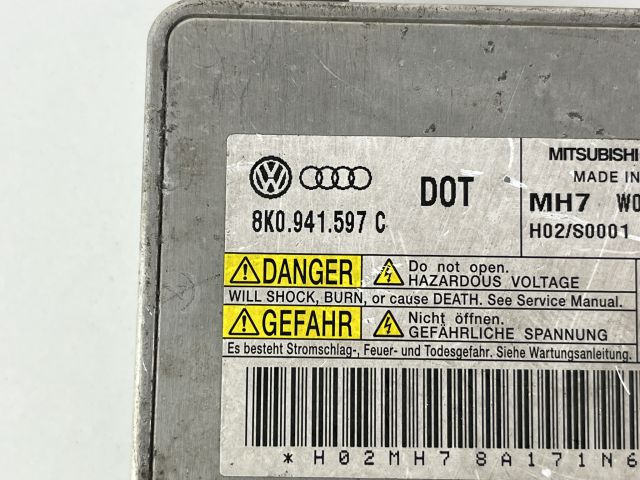 MITSUBISHI
MADE IN
DOT
MH7 W0
8K0.941.597 C
H02/S0001
DANGER
Do not open.
HAZARDOUS VOLTAGE
WILL SHOCK, BURN, or cause DEATH. See Service Manual.
GEFAHR
Nicht öffnen.
GEFÄHRLICHE SPANNUNG
Es besteht Stromschlag-, Feuer- und Todesgefahr. Siehe Wartungsanleitung.
*H02MH78A171N6